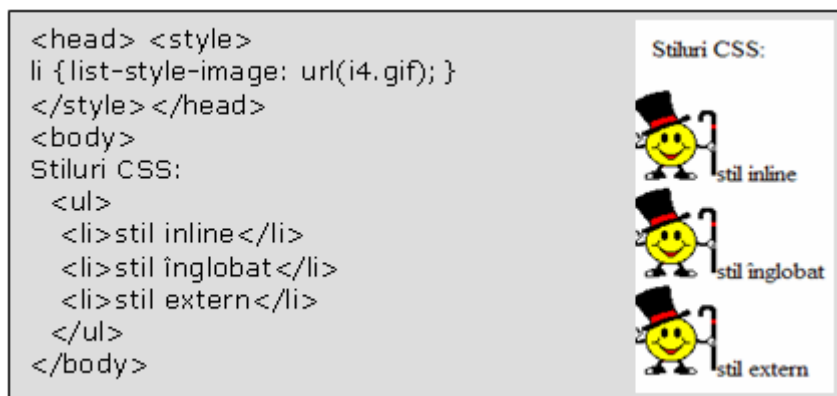 <head> <style>
li {list-style-image: url(i4.gif); }
</style></head>
<body>
Stiluri CSS:
<ul>
<li>stil inline</li>
<li>stil înglobat</li>
<li>stil extern</li>
</ul>
</body>
Stiluri CSS:
stil inline
stil înglobat
stil extern